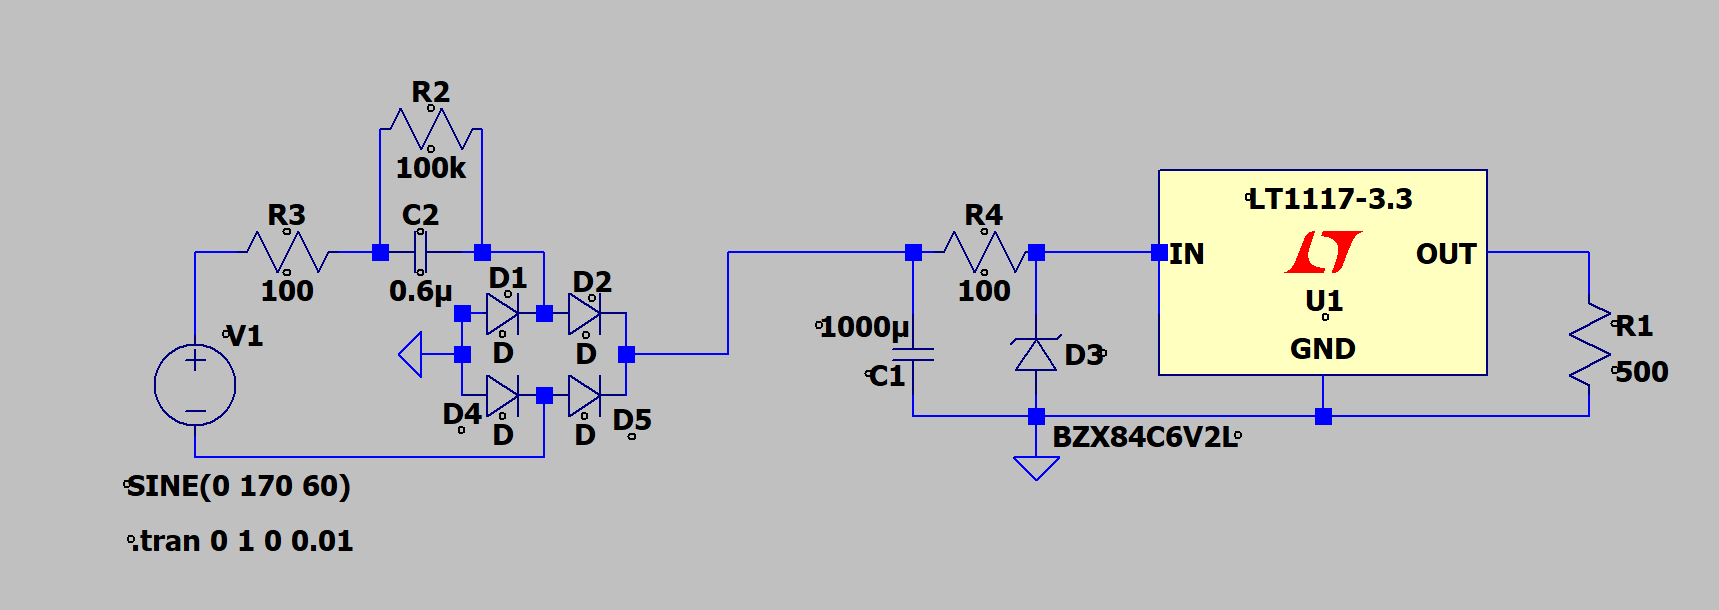 R2
100k
R3
100
C2
0.6µ
D1
D
D2
D
V1
D4
D
D
D5
SINE(0 170 60)
.tran 0 1 0 0.01
1000µ
C1
R4
100
D3
BZX84C6V2L
LT1117-3.3
IN
OUT
U1
GND
R1
500